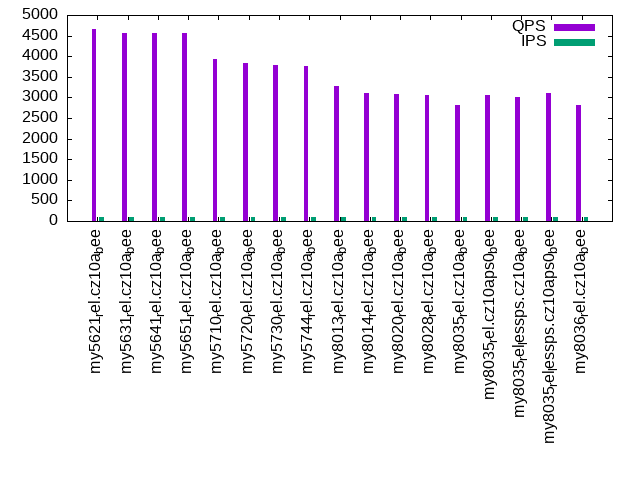 5000
4500
4000
3500
3000
2500
2000
1500
1000
500
0
QPS
IPS
my5621rel.cz10abee
my5631rel.cz10abee
my5641rel.cz10abee
my5651rel.cz10abee
my5710rel.cz10abee
my5720rel.cz10abee
my5730rel.cz10abee
my5744rel.cz10abee
my8013rel.cz10abee
my8014rel.cz10abee
my8020rel.cz10abee
my8028rel.cz10abee
my8035rel.cz10abee
my8035rel.cz10aps0bee
my8035rellessps.cz10abee
my8035rellessps.cz10aps0bee
my8036rel.cz10abee